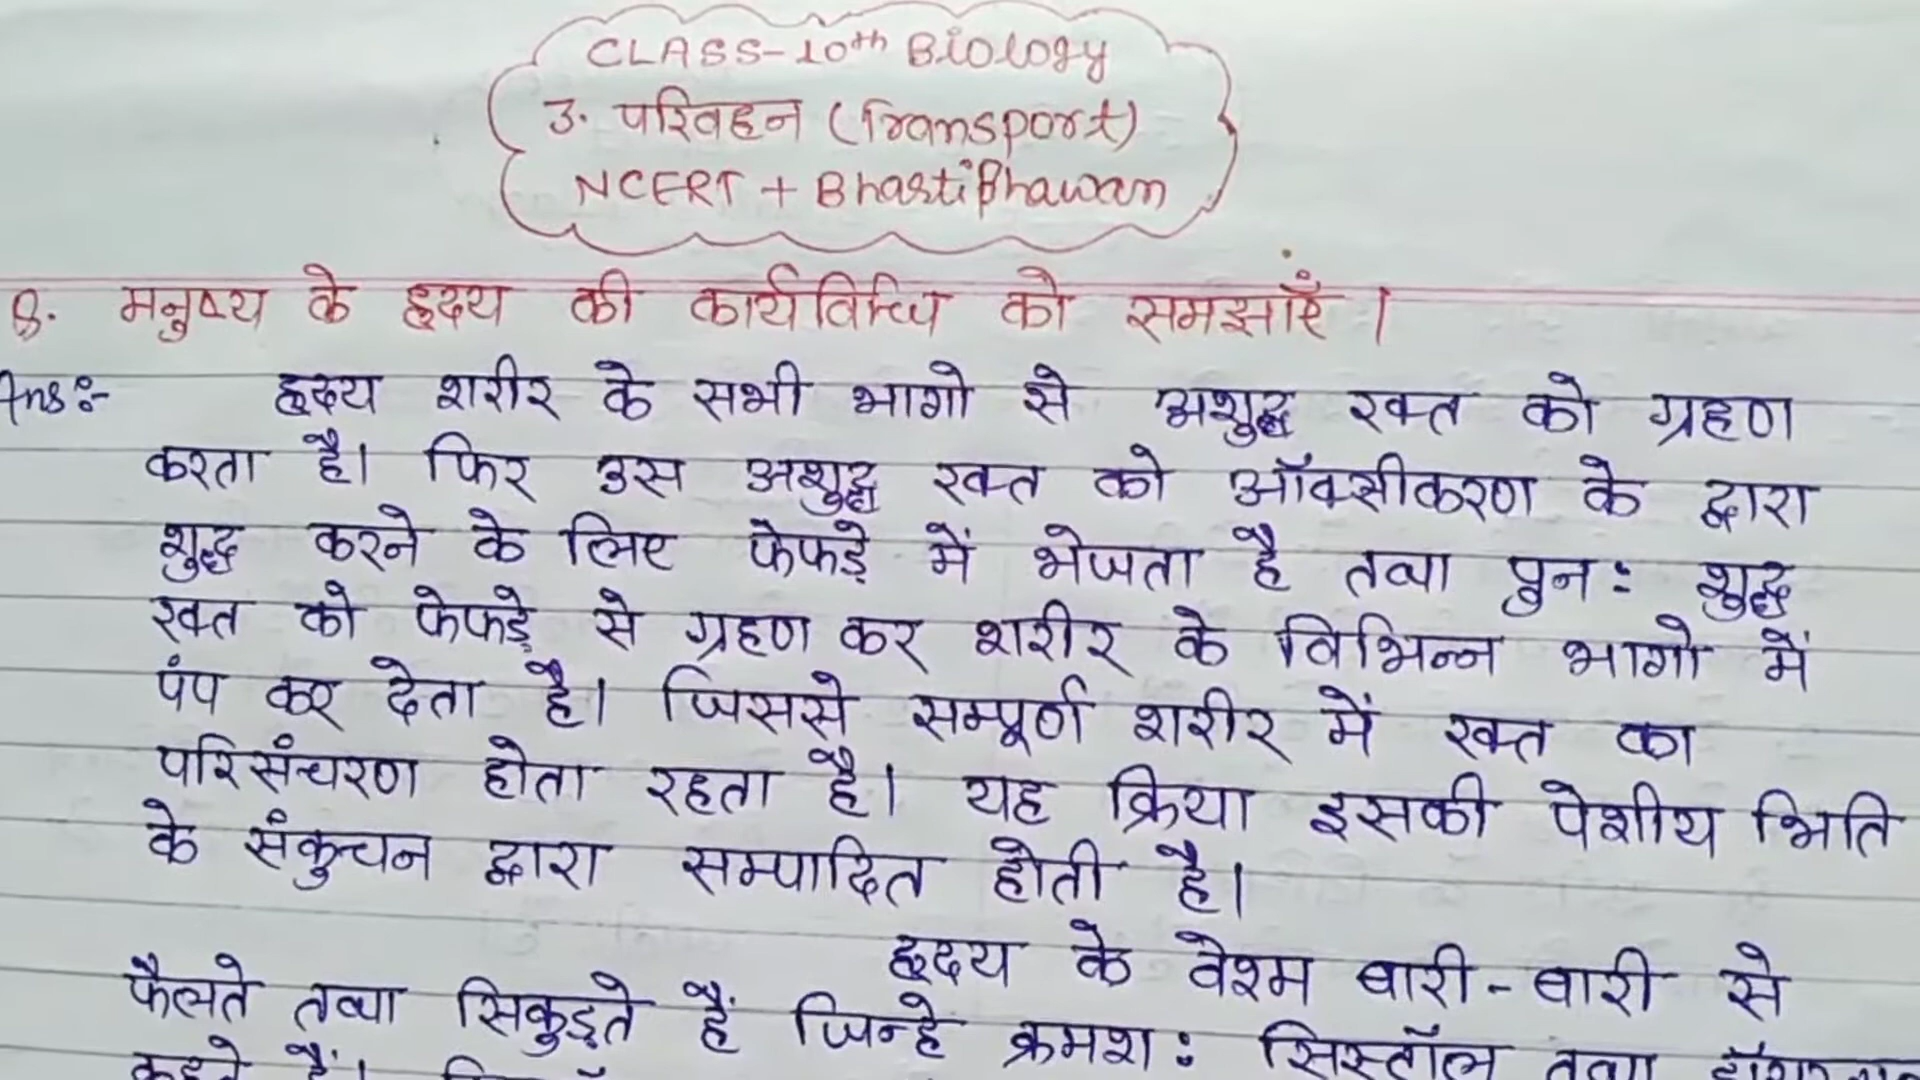 CLASS-10th Biology
3. परिवहन (Transport)
NCERT + BhartiBhawan
Q. मनुष्य के हृदय की कार्यविधि को समझाएँ।
Ans:- हृदय शरीर के सभी भागो से अशुद्ध रक्त को ग्रहण
करता है। फिर उस अशुद्ध रक्त को ऑक्सीकरण के द्वारा
शुद्ध करने के लिए फेफड़े में भेजता है तथा पुन: शुद्ध
रक्त को फेफड़े से ग्रहण कर शरीर के विभिन्न भागो में
पंप कर देता है। जिससे सम्पूर्ण शरीर में रक्त का
परिसंचरण होता रहता है। यह क्रिया इसकी पेशीय भिति
के संकुचन द्वारा सम्पादित होती है।
हृदय के वेश्म बारी-बारी से
फैलते तथा सिकुड़ते हैं जिन्हे क्रमश: सिस्टॉल तथा
कहते हैं।